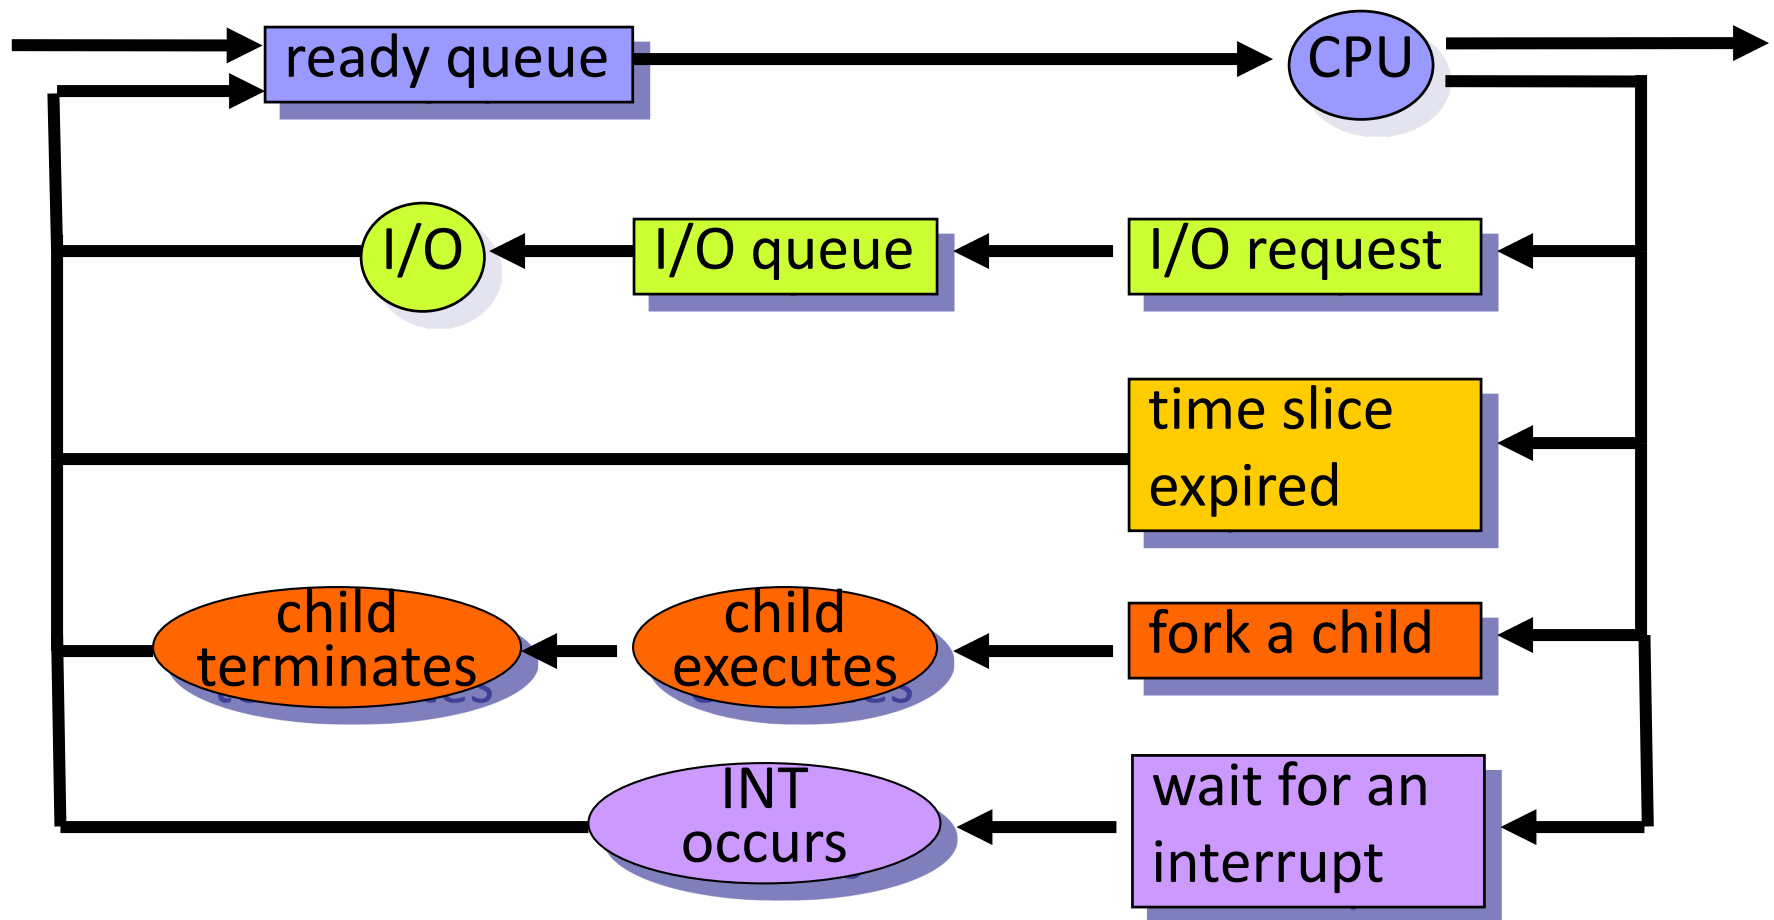 ready queue
CPU
I/O
I/O queue
I/O request
time slice
expired
child
terminates
child
executes
fork a child
INT
occurs
wait for an
interrupt